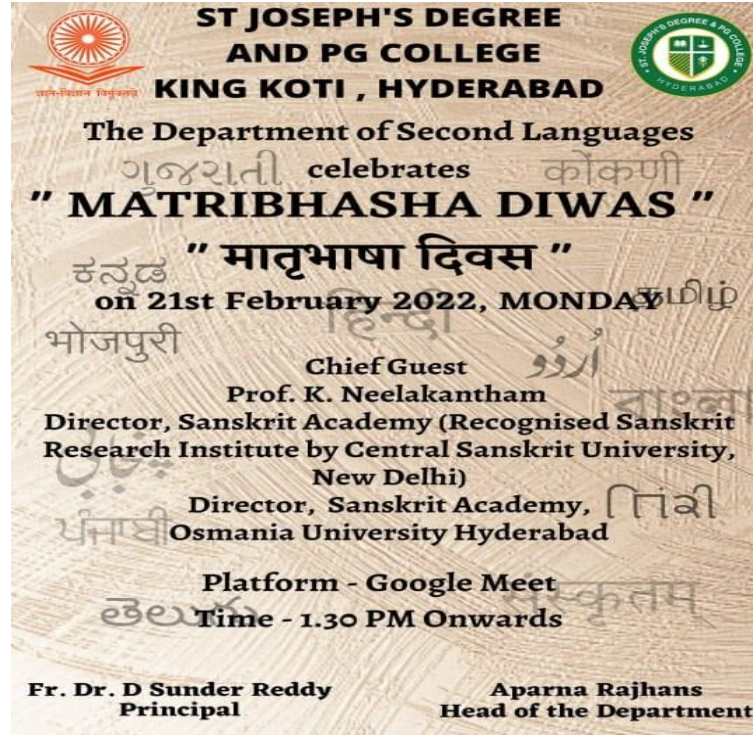 ST JOSEPH'S DEGREE
AND PG COLLEGE
KING KOTI , HYDERABAD
ज्ञान-विज्ञान विमुक्तये
ST. JOSEPH'S DEGREE & PG COLLEGE
HYDERABAD
The Department of Second Languages
ગુજરાતી celebrates कोंकणी
" MATRIBHASHA DIWAS "
" मातृभाषा दिवस "
ಕನ್ನಡ
on 21st February 2022, MONDAY தமிழ்
हिन्दी
भोजपुरी
اُردُو
Chief Guest
Prof. K. Neelakantham
বাংলা
Director, Sanskrit Academy (Recognised Sanskrit
Research Institute by Central Sanskrit University,
پنجابی
New Delhi)
Director, Sanskrit Academy,
ਪੰਜਾਬੀ Osmania University Hyderabad
Platform - Google Meet
संस्कृतम्
తెలుగు
Time - 1.30 PM Onwards
Fr. Dr. D Sunder Reddy
Principal
Aparna Rajhans
Head of the Department